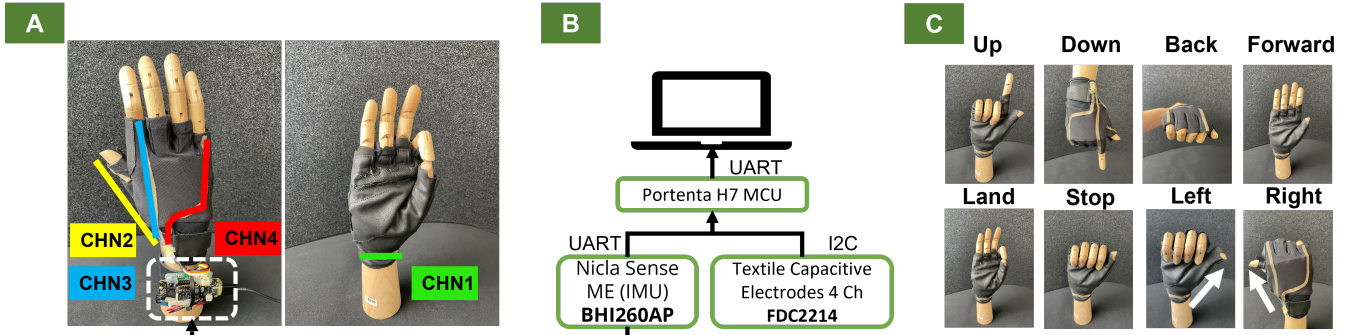 A
CHN2
CHN3
CHN4
CHN1
B
UART
Portenta H7 MCU
UART
I2C
Nicla Sense
ME (IMU)
BHI260AP
Textile Capacitive
Electrodes 4 Ch
FDC2214
C
Up
Down
Back
Forward
Land
Stop
Left
Right